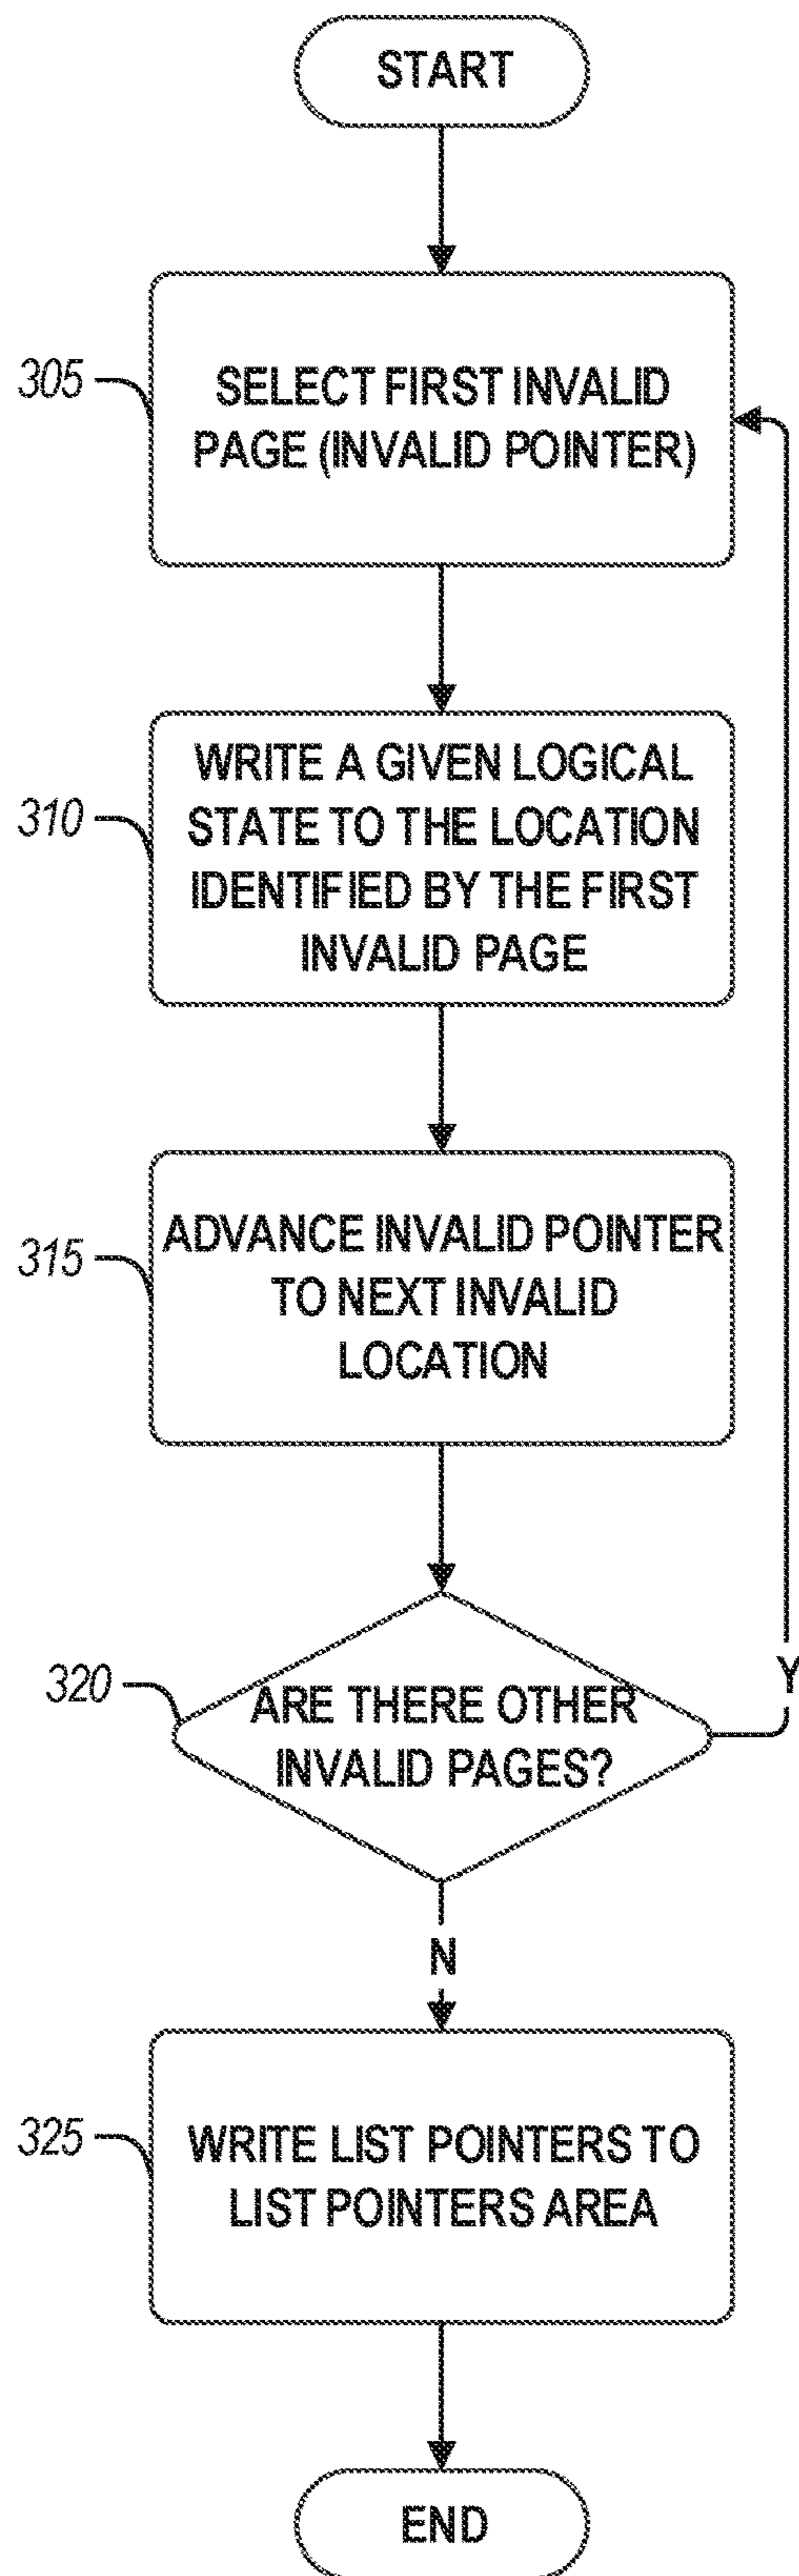 START
305
SELECT FIRST INVALID
PAGE (INVALID POINTER)
310
WRITE A GIVEN LOGICAL
STATE TO THE LOCATION
IDENTIFIED BY THE FIRST
INVALID PAGE
315
ADVANCE INVALID POINTER
TO NEXT INVALID
LOCATION
320
ARE THERE OTHER
INVALID PAGES?
Y
N
325
WRITE LIST POINTERS TO
LIST POINTERS AREA
END